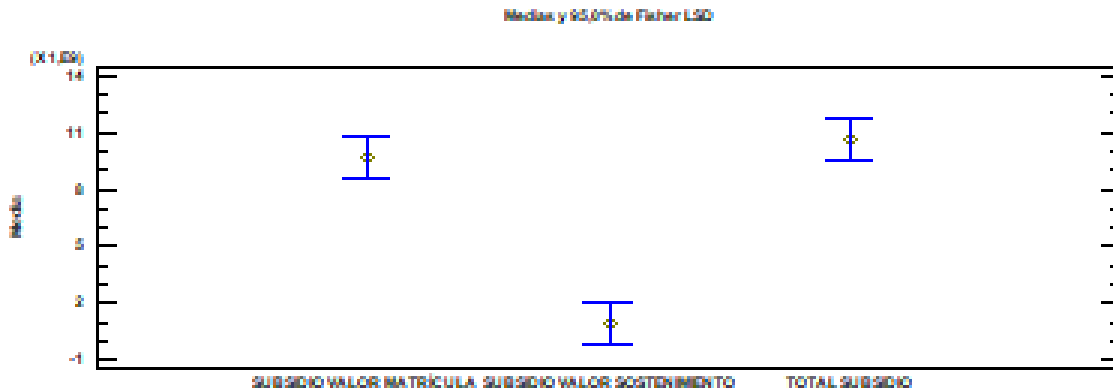 Medias y 95,0% de Fisher LSD
(X 1,E9)
14
11
8
5
2
-1
Media
SUBSIDIO VALOR MATRÍCULA SUBSIDIO VALOR SOSTENIMIENTO TOTAL SUBSIDIO